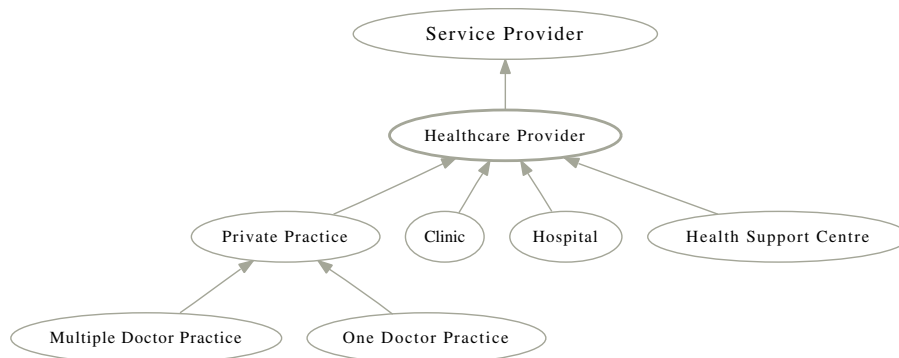 Service Provider
Healthcare Provider
Private Practice
Clinic
Hospital
Health Support Centre
Multiple Doctor Practice
One Doctor Practice